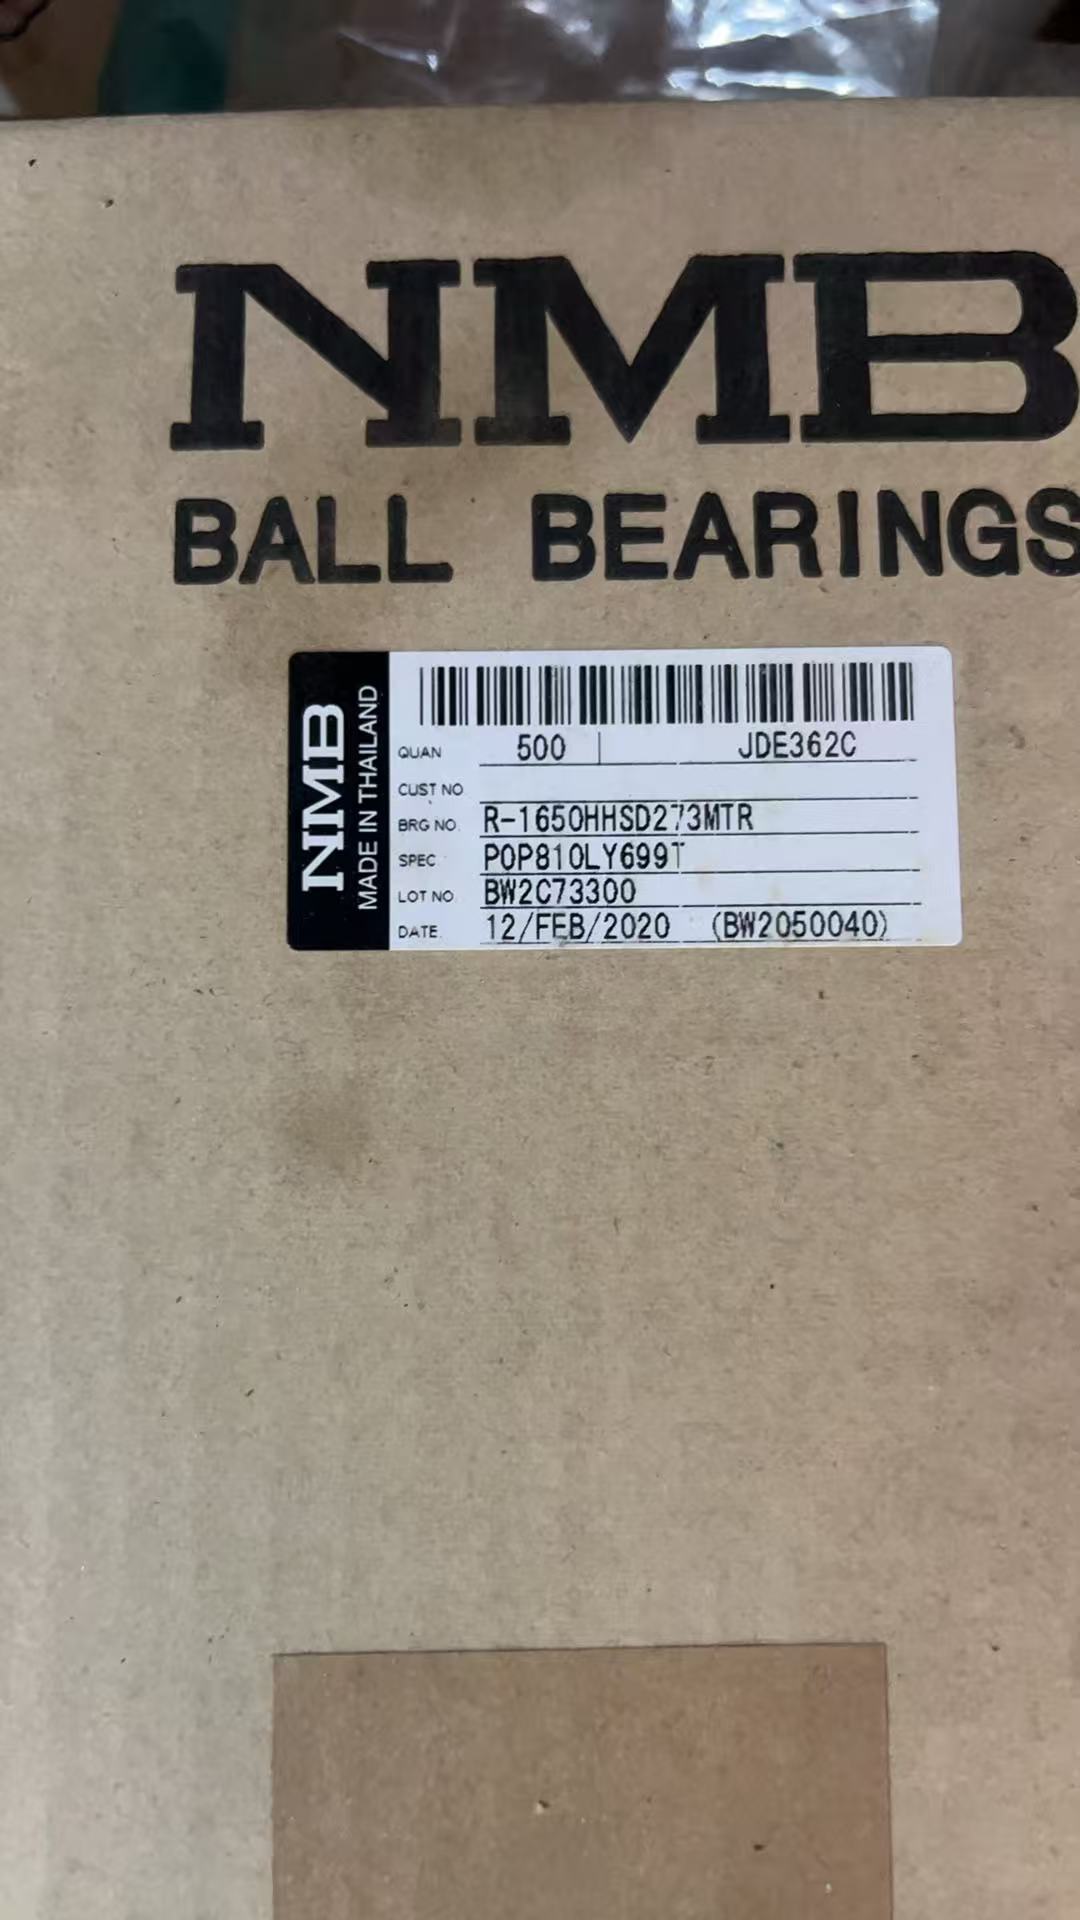 NMB
BALL BEARINGS
NMB
MADE IN THAILAND
QUAN 500 JDE362C
CUST NO
BRG NO. R-1650HHSD273MTR
SPEC P0P810LY699T
LOT NO BW2C73300
DATE. 12/FEB/2020 (BW2050040)